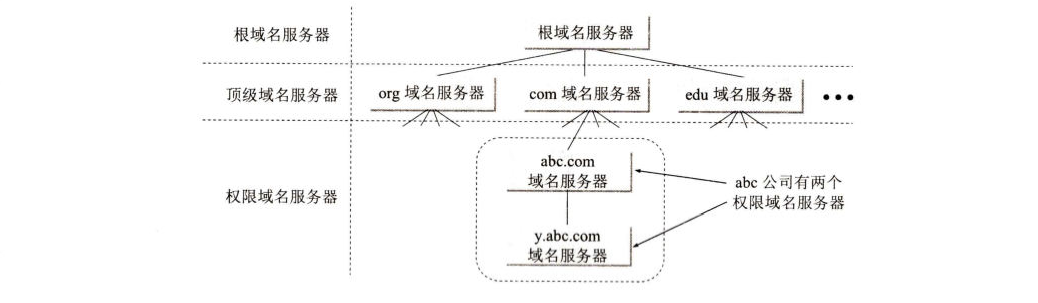 根域名服务器
根域名服务器
顶级域名服务器
org 域名服务器
com 域名服务器
edu 域名服务器
•••
权限域名服务器
abc.com
域名服务器
y.abc.com
域名服务器
abc 公司有两个
权限域名服务器